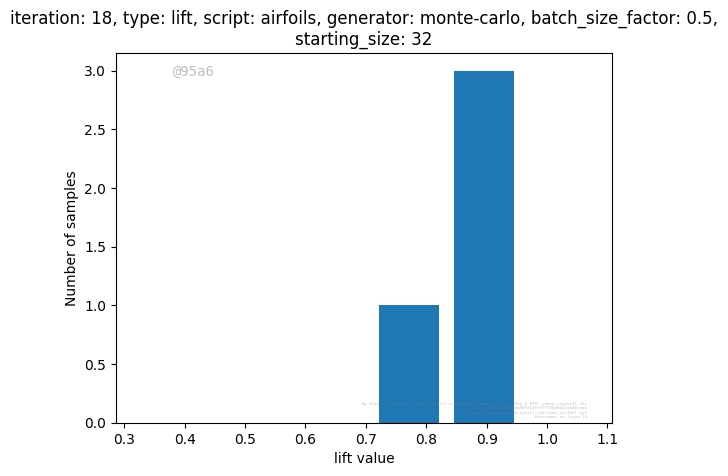 iteration: 18, type: lift, script: airfoils, generator: monte-carlo, batch_size_factor: 0.5,
starting_size: 32
@95a6
3.0
2.5
2.0
1.5
1.0
0.5
0.0
Number of samples
0.3 0.4 0.5 0.6 0.7 0.8 0.9 1.0 1.1
lift value